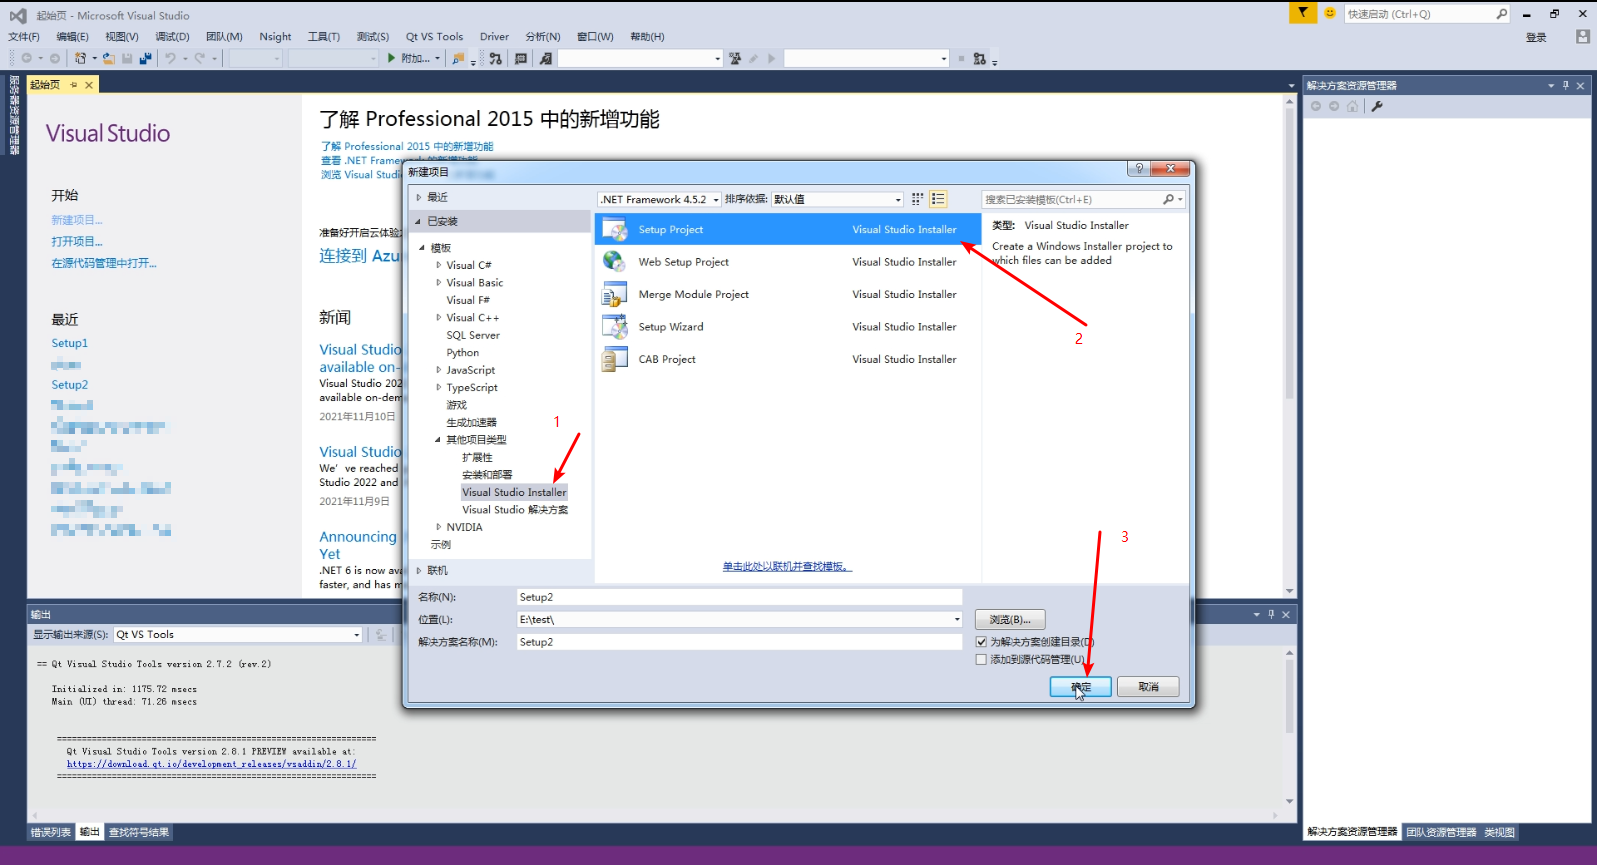 起始页 - Microsoft Visual Studio
快速启动 (Ctrl+Q)
文件(F) 编辑(E) 视图(V) 调试(D) 团队(M) Nsight 工具(T) 测试(S) Qt VS Tools Driver 分析(N) 窗口(W) 帮助(H)
登录
附加...
服务器资源管理器
起始页
Visual Studio
开始
新建项目...
打开项目...
在源代码管理中打开...
最近
Setup1
Setup2
了解 Professional 2015 中的新增功能
了解 Professional 2015 中的新增功能
查看 .NET Framework 的新增功能
浏览 Visual Studio
准备好开启云体验
连接到 Azu
新闻
Visual Studio
available on-
Visual Studio 202
available on-dem
2021年11月10日
Visual Studio
We've reached
Studio 2022 and
2021年11月9日
Announcing
Yet
.NET 6 is now ava
faster, and has m
新建项目
?
最近
已安装
模板
Visual C#
Visual Basic
Visual F#
Visual C++
SQL Server
Python
JavaScript
TypeScript
游戏
生成加速器
其他项目类型
扩展性
安装和部署
Visual Studio Installer
Visual Studio 解决方案
NVIDIA
示例
联机
1
.NET Framework 4.5.2 排序依据: 默认值
搜索已安装模板(Ctrl+E)
Setup Project Visual Studio Installer
Web Setup Project Visual Studio Installer
Merge Module Project Visual Studio Installer
Setup Wizard Visual Studio Installer
CAB Project Visual Studio Installer
单击此处以联机并查找模板。
类型: Visual Studio Installer
Create a Windows Installer project to
which files can be added
2
3
名称(N): Setup2
位置(L): E:\test\
浏览(B)...
解决方案名称(M): Setup2
为解决方案创建目录(D)
添加到源代码管理(U)
确定 取消
输出
显示输出来源(S): Qt VS Tools
== Qt Visual Studio Tools version 2.7.2 (rev.2)
Initialized in: 1175.72 msecs
Main (UI) thread: 71.26 msecs
================================================================
Qt Visual Studio Tools version 2.8.1 PREVIEW available at:
https://download.qt.io/development_releases/vsaddin/2.8.1/
================================================================
错误列表 输出 查找符号结果
解决方案资源管理器
解决方案资源管理器 团队资源管理器 类视图